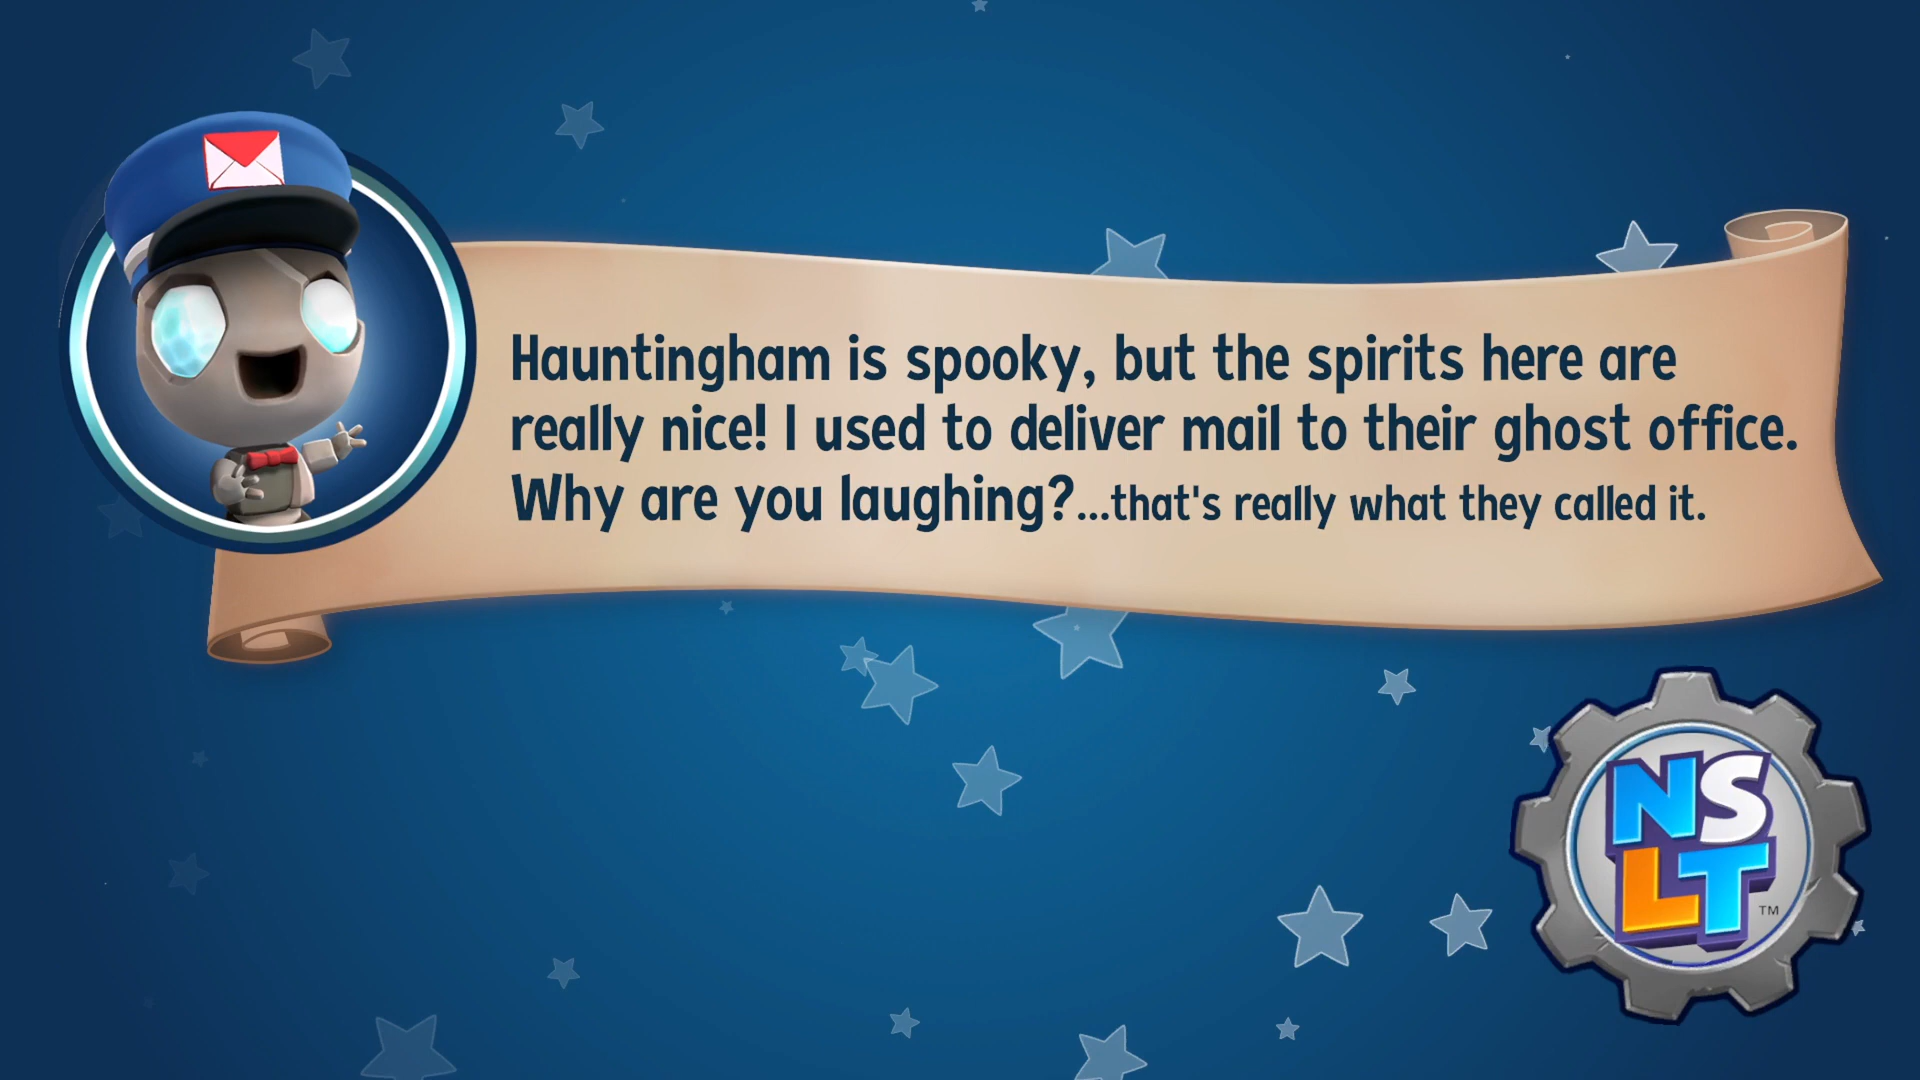 Hauntingham is spooky, but the spirits here are
really nice! I used to deliver mail to their ghost office.
Why are you laughing?...that's really what they called it.
NS
LT
TM